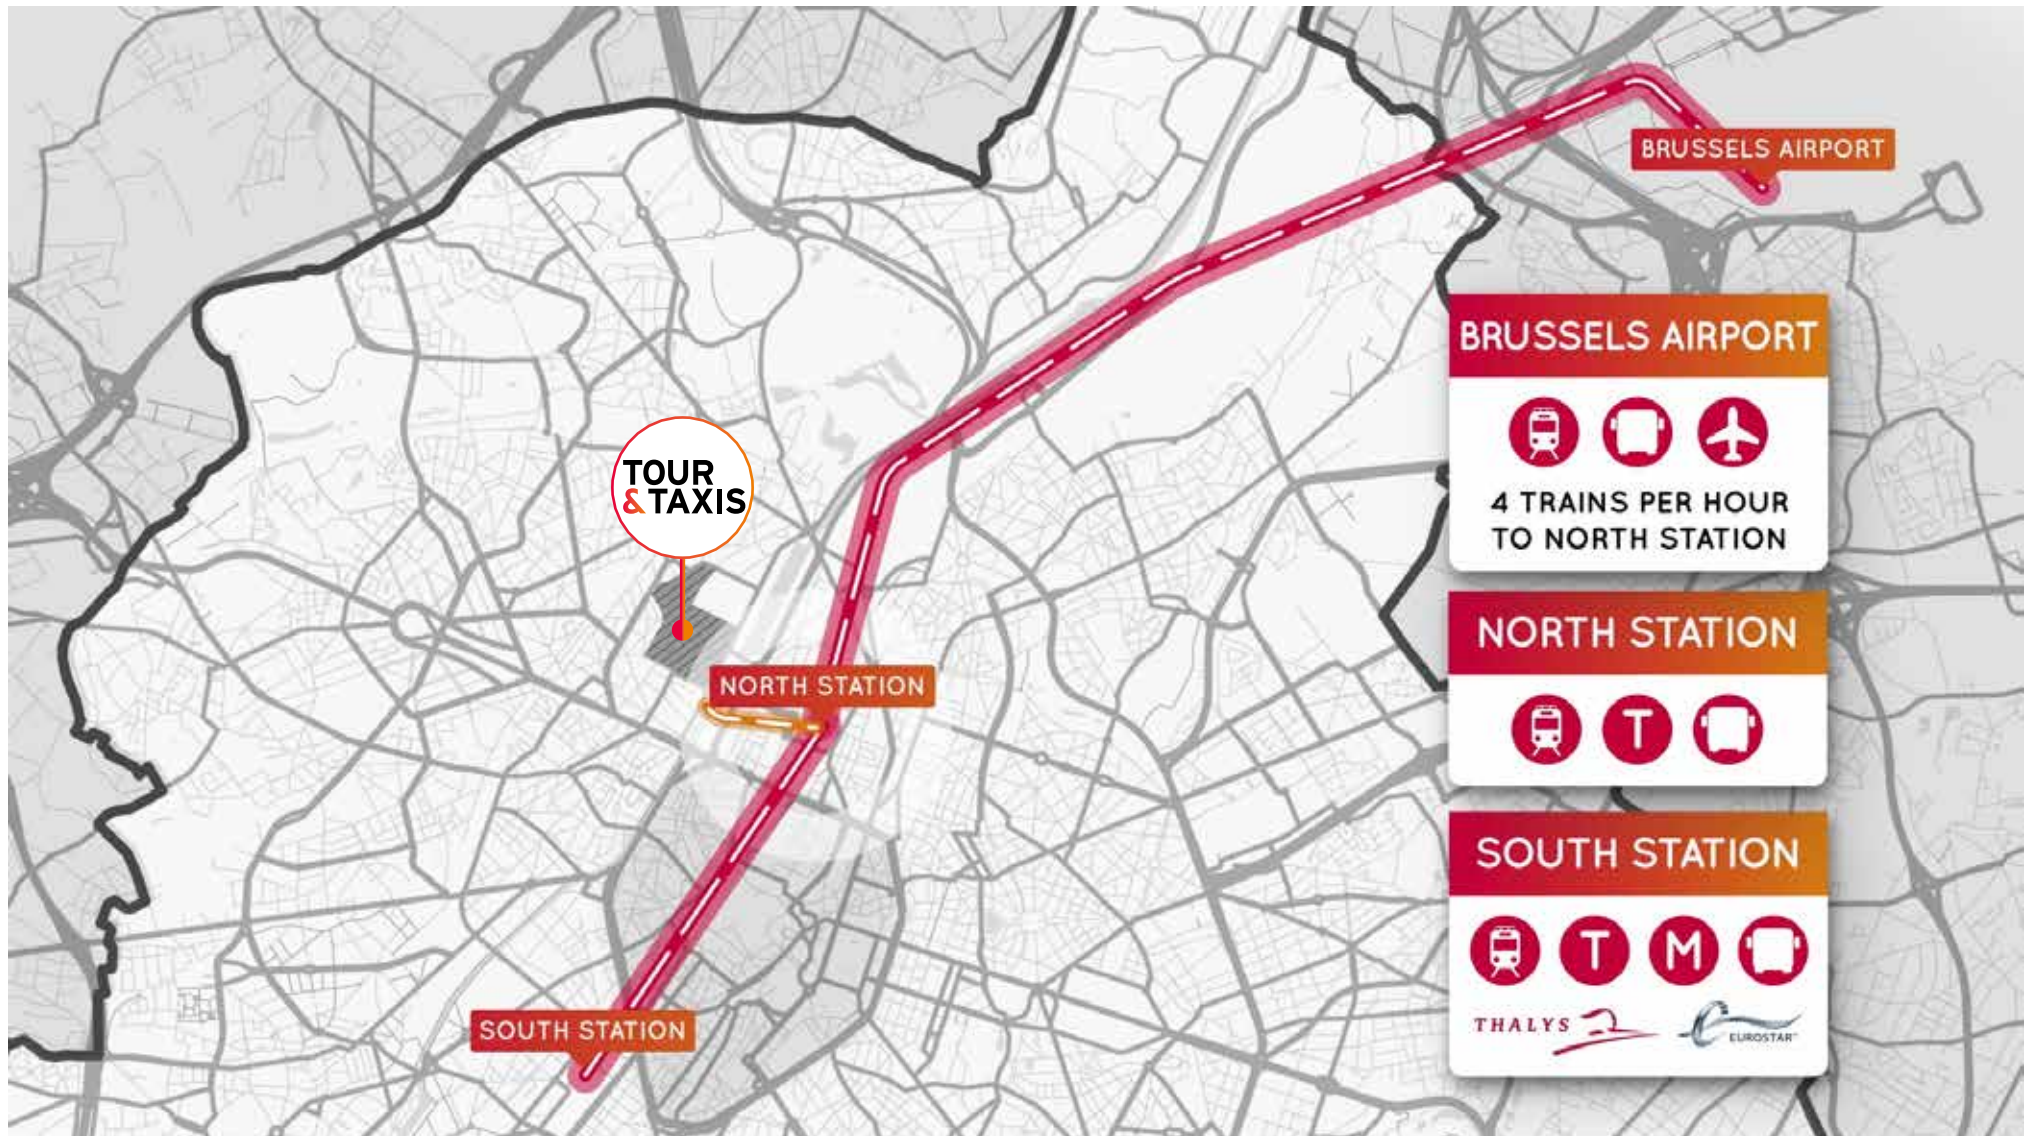 BRUSSELS AIRPORT
BRUSSELS AIRPORT
4 TRAINS PER HOUR
TO NORTH STATION
TOUR
&TAXIS
NORTH STATION
NORTH STATION
T
SOUTH STATION
T M
THALYS
EUROSTAR™
SOUTH STATION